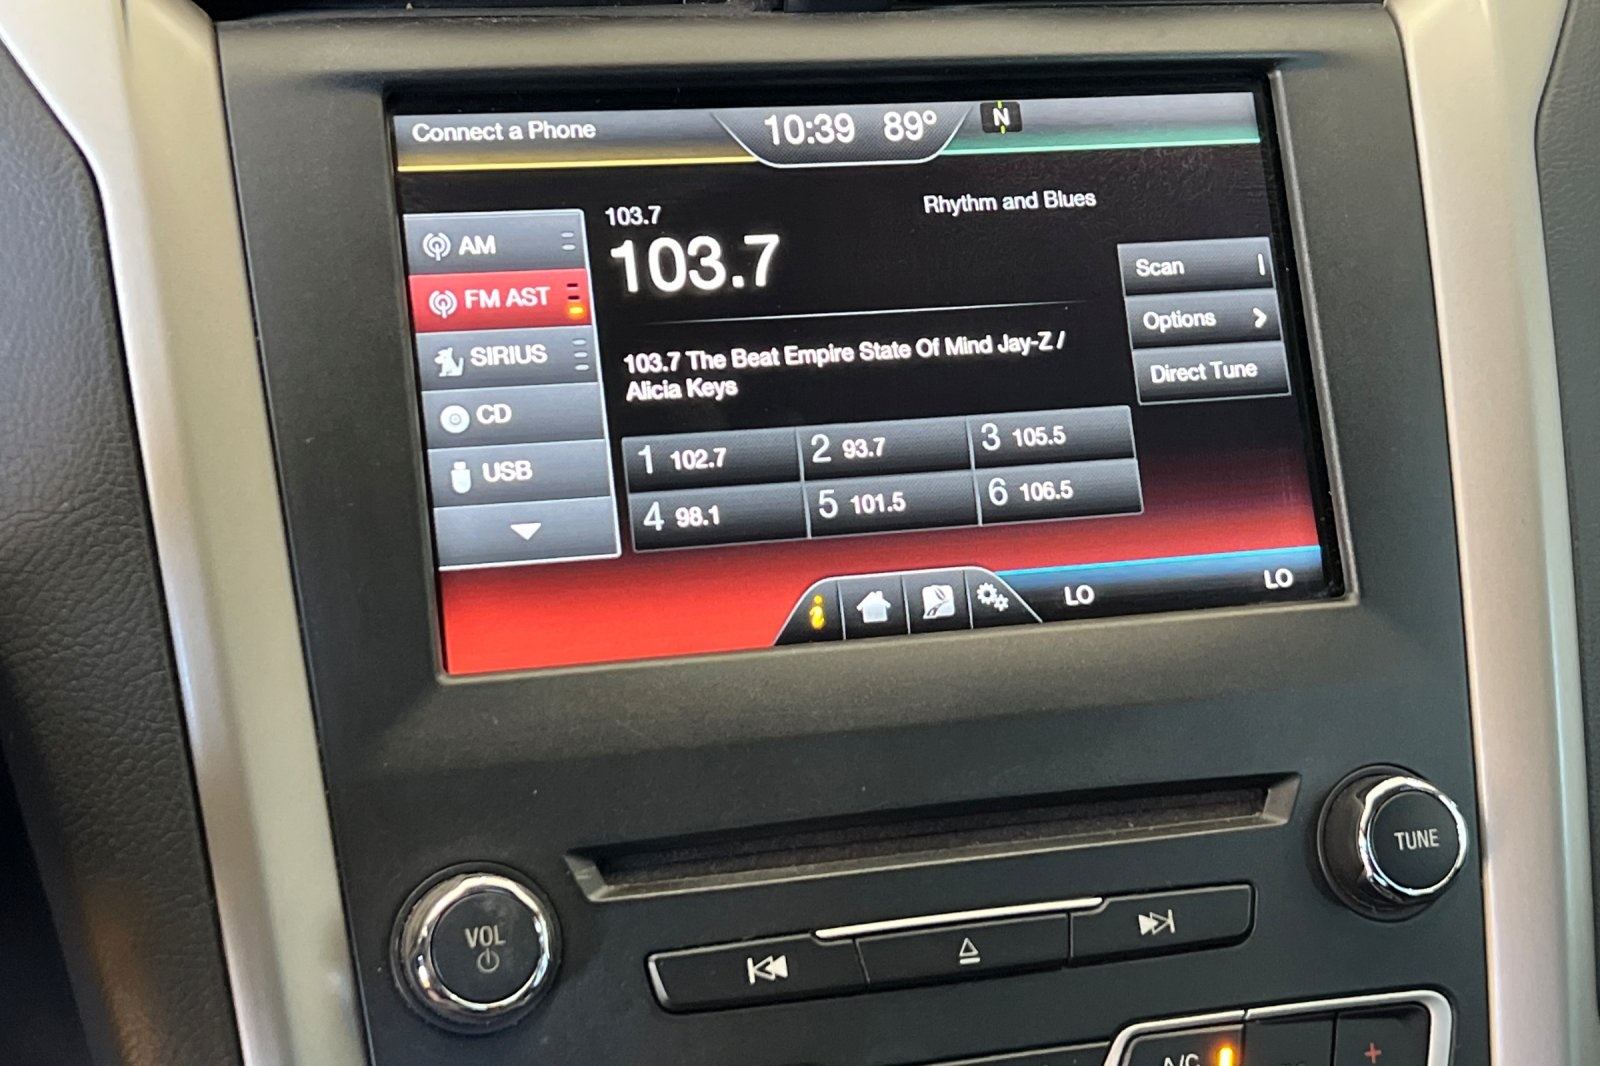 Connect a Phone
10:39 89°
N
AM
FM AST
SIRIUS
CD
USB
103.7
103.7
Rhythm and Blues
103.7 The Beat Empire State Of Mind Jay-Z /
Alicia Keys
Scan
Options
Direct Tune
1 102.7
2 93.7
3 105.5
4 98.1
5 101.5
6 106.5
i
LO
LO
VOL
TUNE
A/C